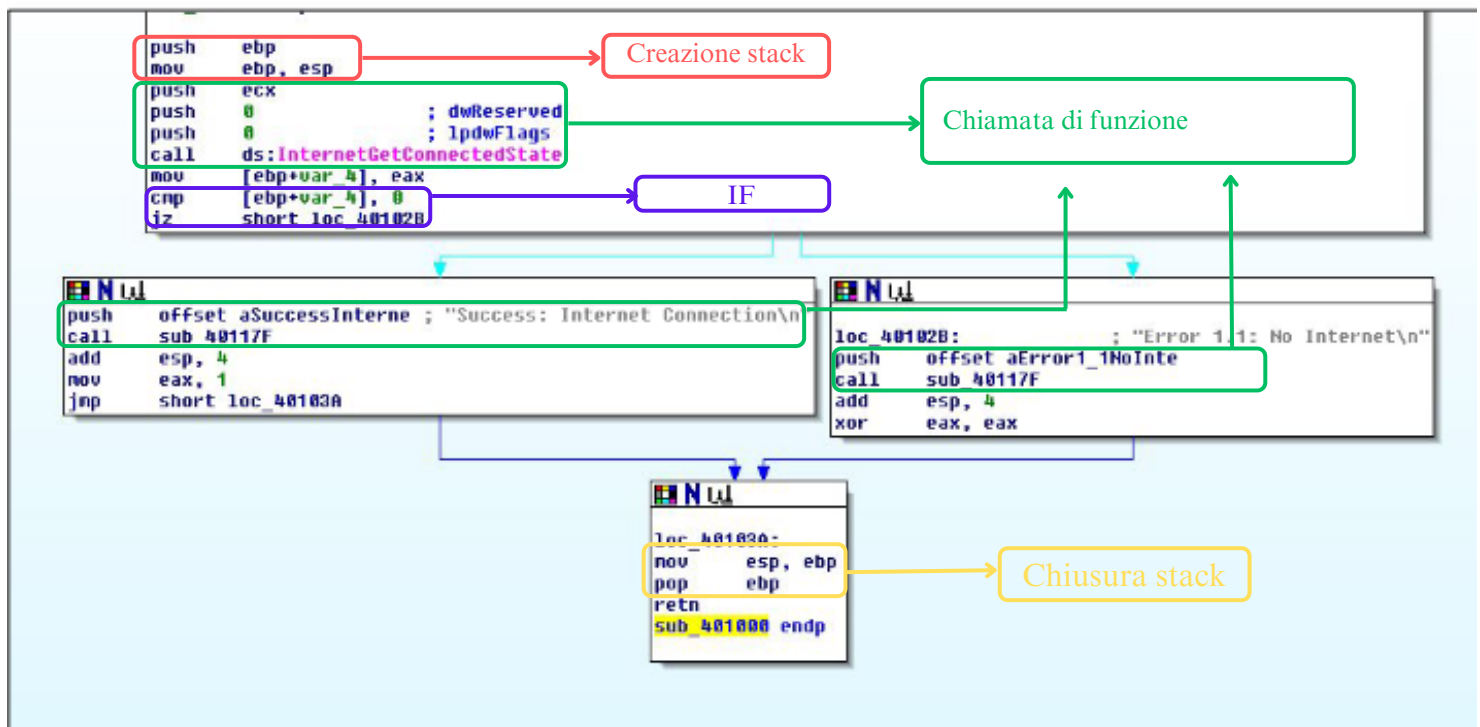 push ebp
mov ebp, esp
Creazione stack
push ecx
push 0 ; dwReserved
push 0 ; lpdwFlags
call ds:InternetGetConnectedState
Chiamata di funzione
mov [ebp+var_4], eax
cmp [ebp+var_4], 0
jz short loc_40102B
IF
push offset aSuccessInterne ; "Success: Internet Connection\n"
call sub_40117F
add esp, 4
mov eax, 1
jmp short loc_40103A
loc_40102B: ; "Error 1.1: No Internet\n"
push offset aError1_1NoInte
call sub_40117F
add esp, 4
xor eax, eax
loc_40103A:
mov esp, ebp
pop ebp
retn
sub_401000 endp
Chiusura stack